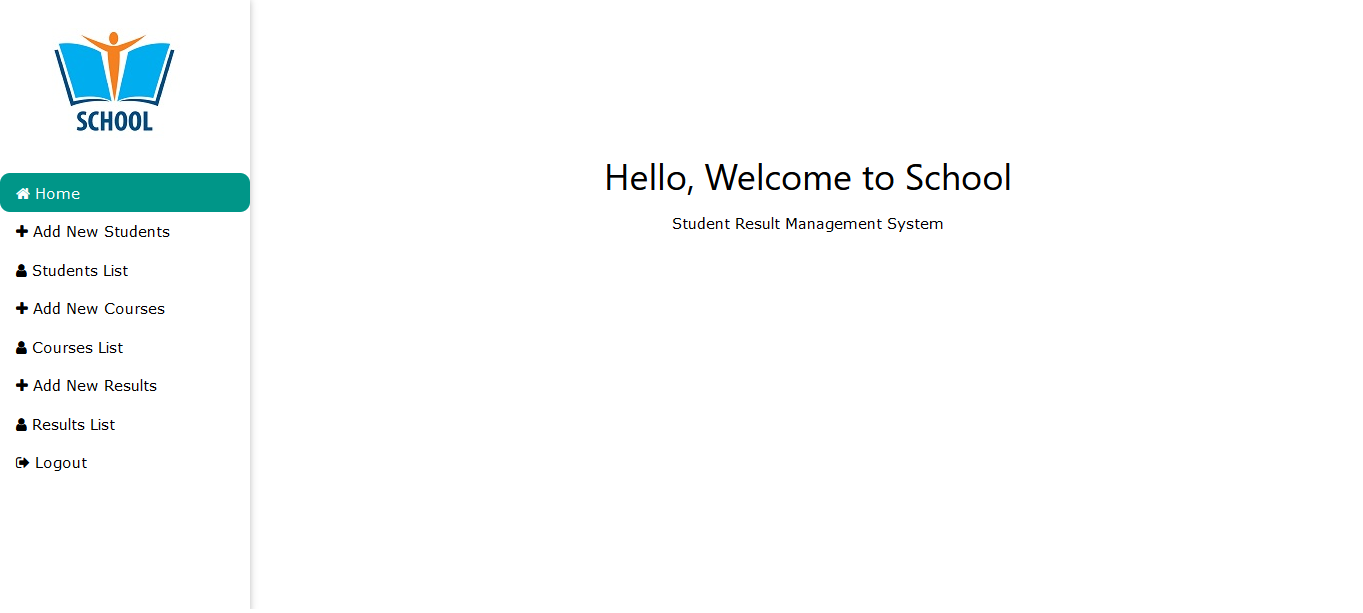 SCHOOL
Home
Add New Students
Students List
Add New Courses
Courses List
Add New Results
Results List
Logout
Hello, Welcome to School
Student Result Management System